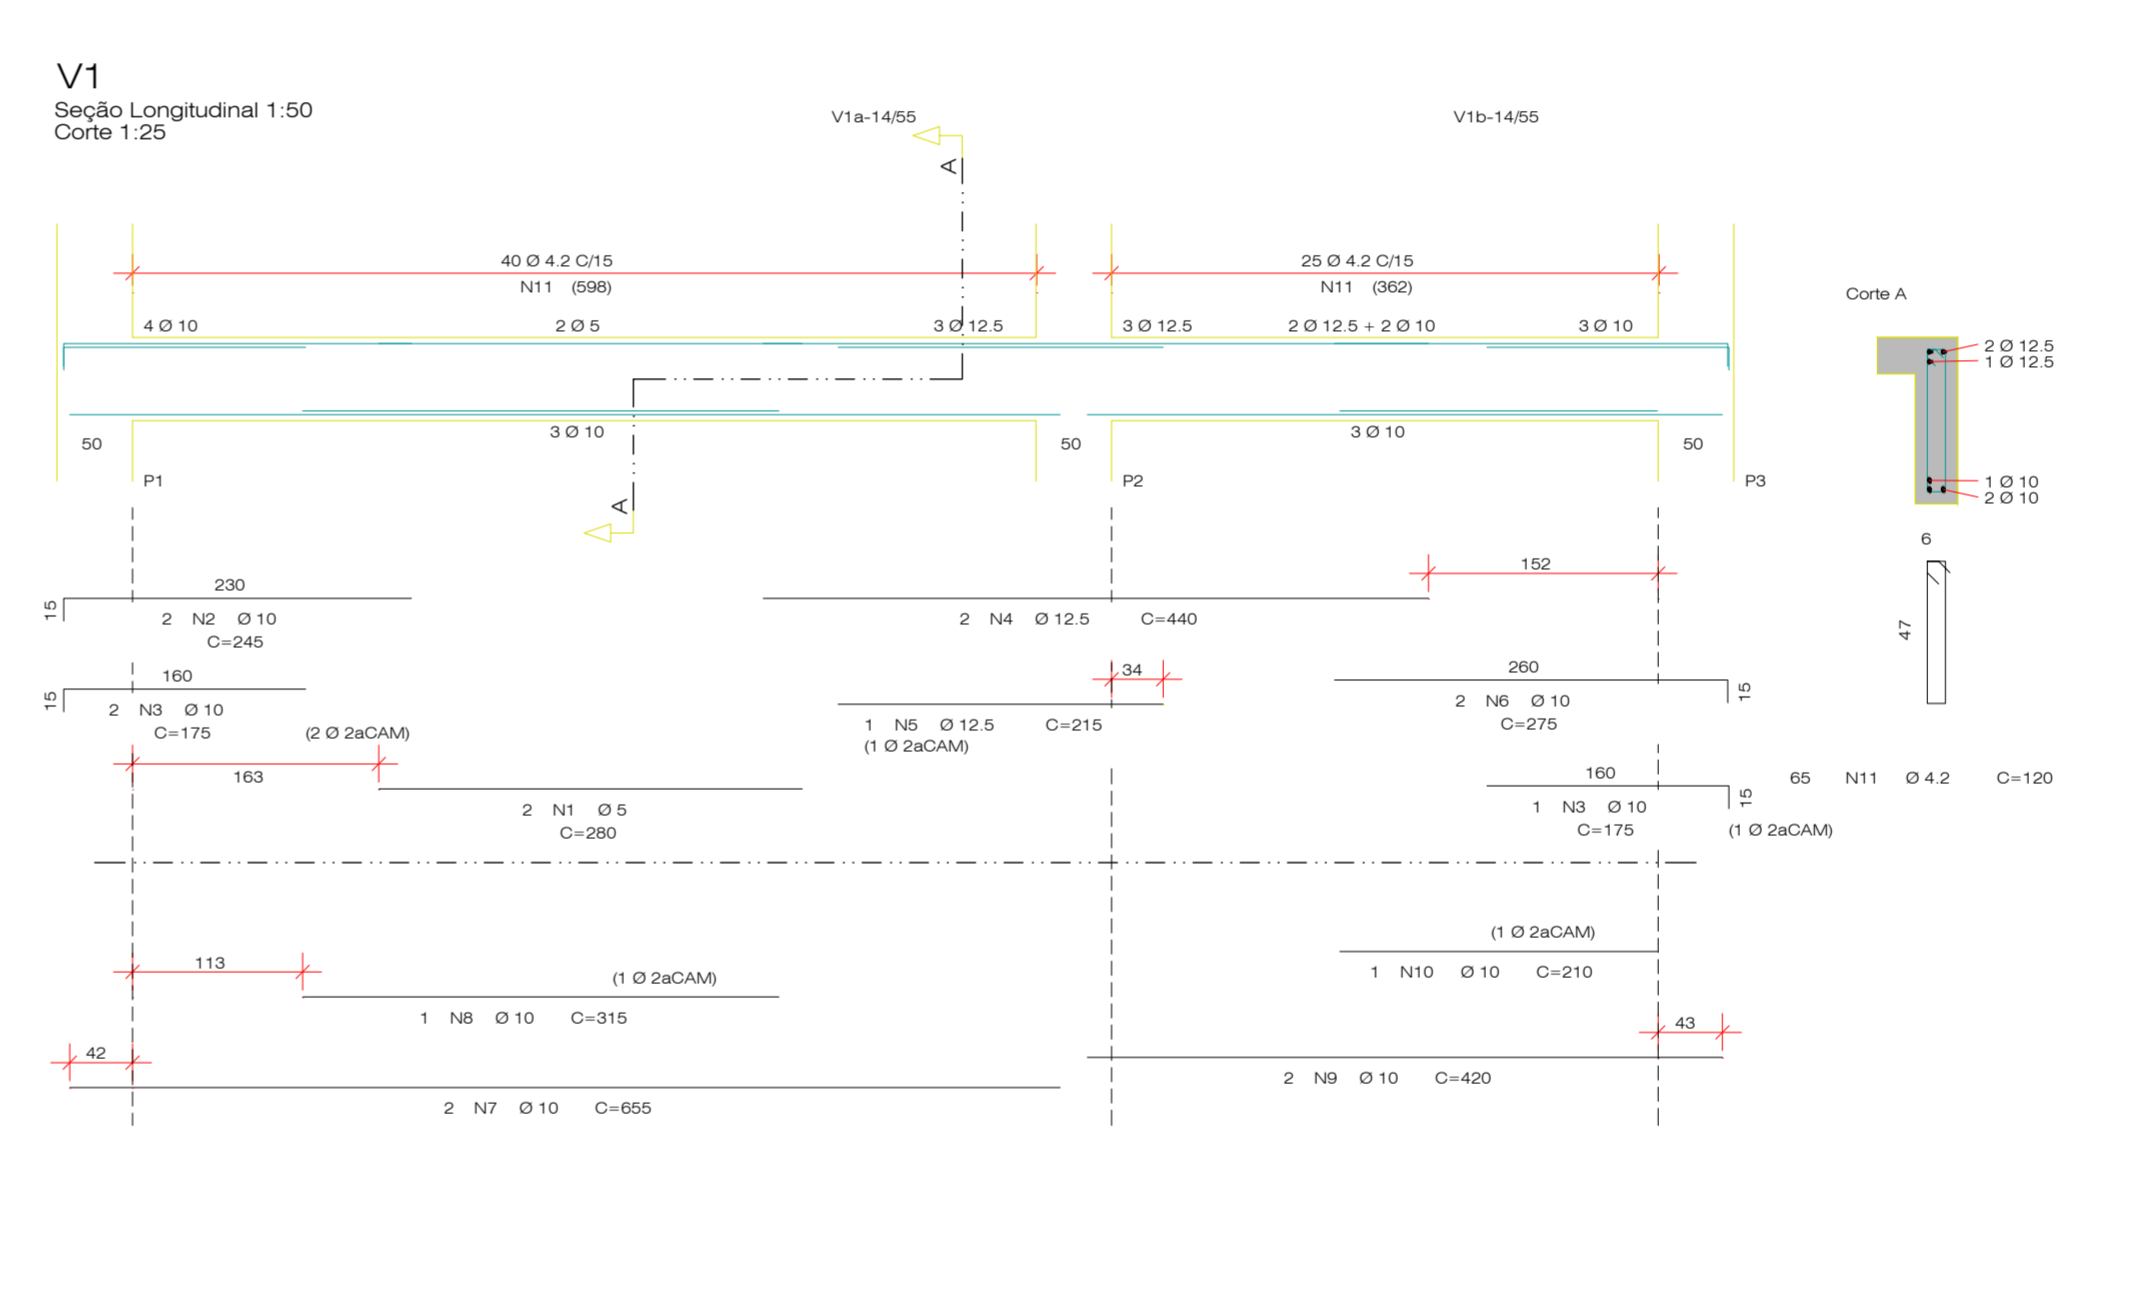 V1
Seção Longitudinal 1:50
Corte 1:25
V1a-14/55
V1b-14/55
A
40 Ø 4.2 C/15
N11 (598)
25 Ø 4.2 C/15
N11 (362)
Corte A
4 Ø 10
2 Ø 5
3 Ø 12.5
3 Ø 12.5
2 Ø 12.5 + 2 Ø 10
3 Ø 10
2 Ø 12.5
1 Ø 12.5
3 Ø 10
3 Ø 10
50
50
50
P1
P2
P3
1 Ø 10
2 Ø 10
A
6
47
152
230
15
2 N2 Ø 10
C=245
2 N4 Ø 12.5 C=440
160
15
2 N3 Ø 10
C=175
(2 Ø 2aCAM)
34
1 N5 Ø 12.5 C=215
(1 Ø 2aCAM)
260
15
2 N6 Ø 10
C=275
163
2 N1 Ø 5
C=280
160
15
1 N3 Ø 10
C=175
(1 Ø 2aCAM)
65 N11 Ø 4.2 C=120
(1 Ø 2aCAM)
1 N10 Ø 10 C=210
113
(1 Ø 2aCAM)
1 N8 Ø 10 C=315
43
2 N9 Ø 10 C=420
42
2 N7 Ø 10 C=655